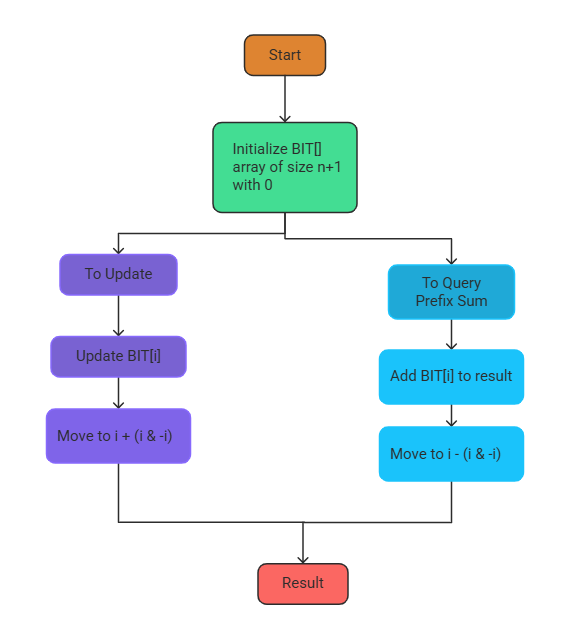 Start
Initialize BIT[]
array of size n+1
with 0
To Update
Update BIT[i]
Move to i + (i & -i)
To Query
Prefix Sum
Add BIT[i] to result
Move to i - (i & -i)
Result